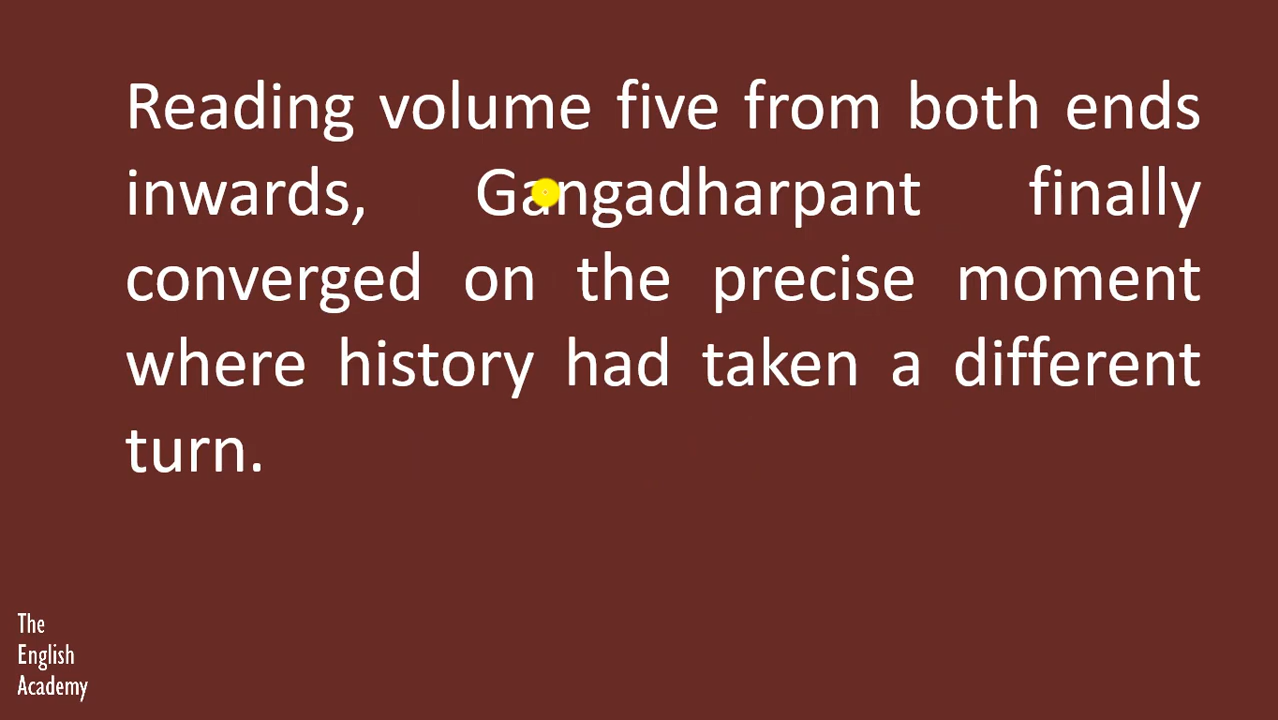 Reading volume five from both ends
inwards, Gangadharpant finally
converged on the precise moment
where history had taken a different
turn.
The
English
Academy